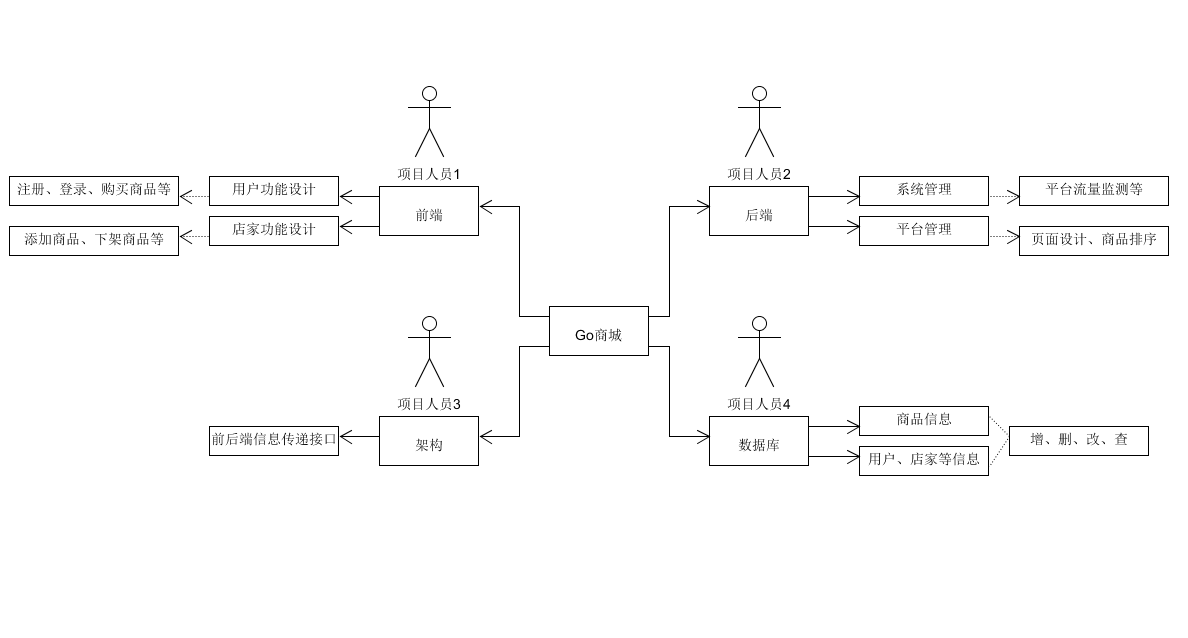 项目人员1
项目人员2
注册、登录、购买商品等
用户功能设计
系统管理
平台流量监测等
前端
后端
添加商品、下架商品等
店家功能设计
平台管理
页面设计、商品排序
Go商城
项目人员3
项目人员4
前后端信息传递接口
架构
数据库
商品信息
增、删、改、查
用户、店家等信息